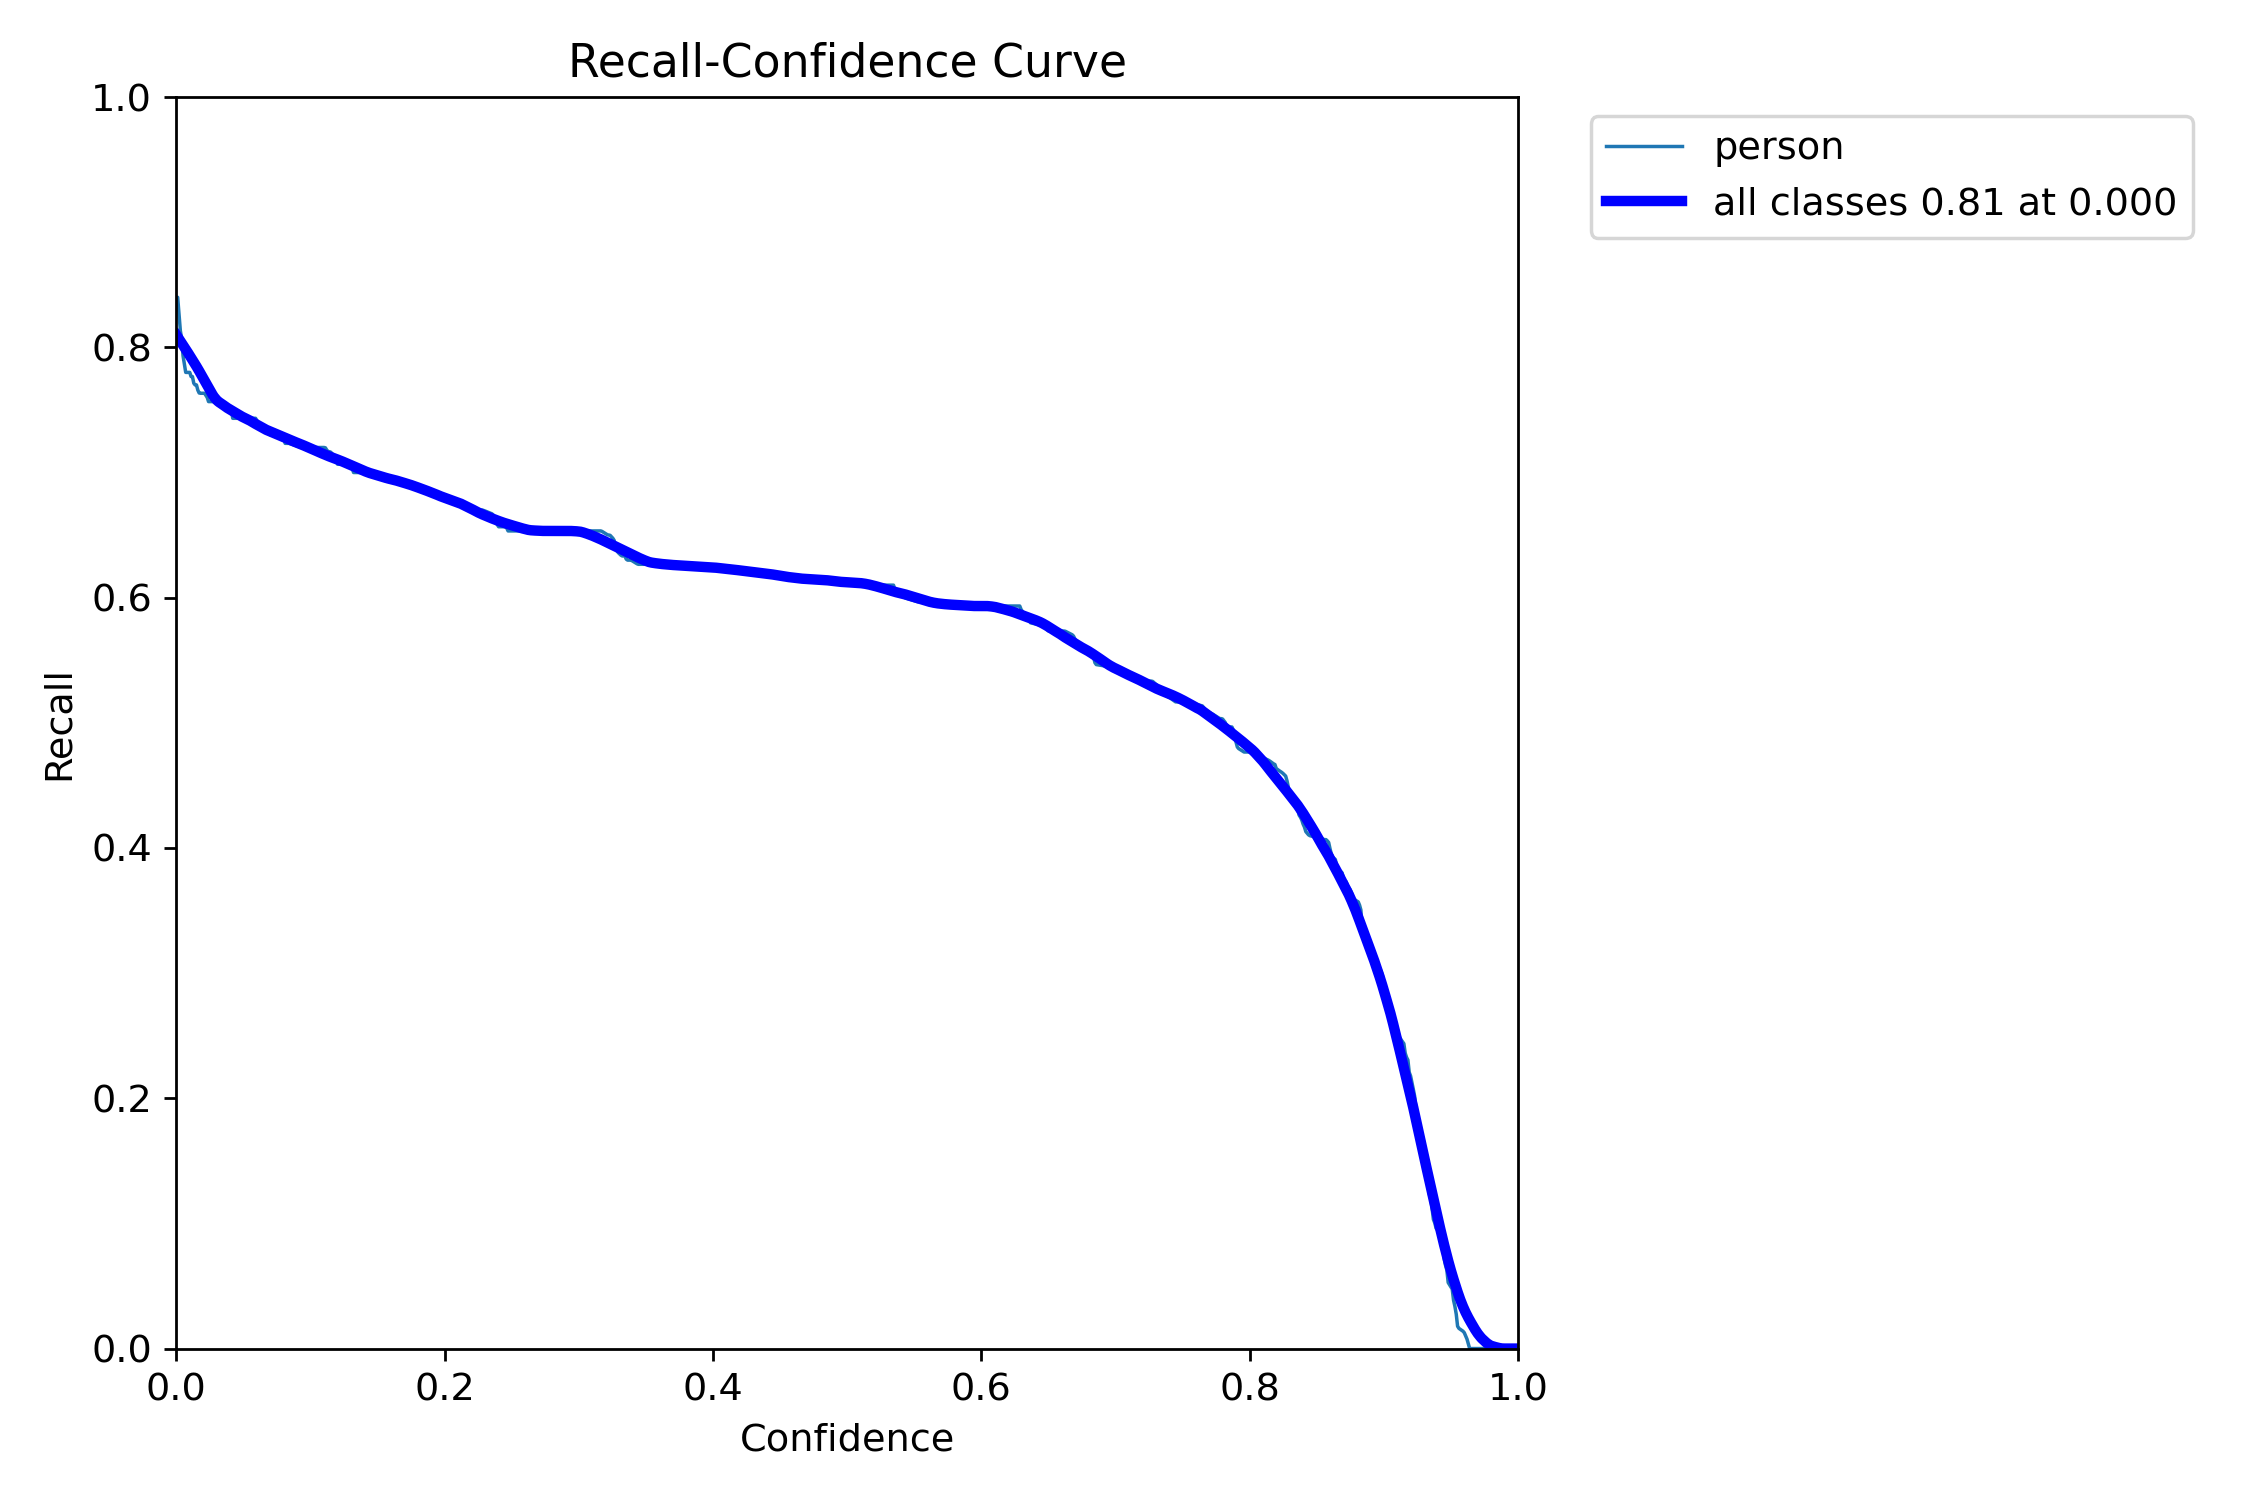 Recall-Confidence Curve
person
all classes 0.81 at 0.000
1.0
0.8
0.6
0.4
0.2
0.0
Recall
0.0 0.2 0.4 0.6 0.8 1.0
Confidence